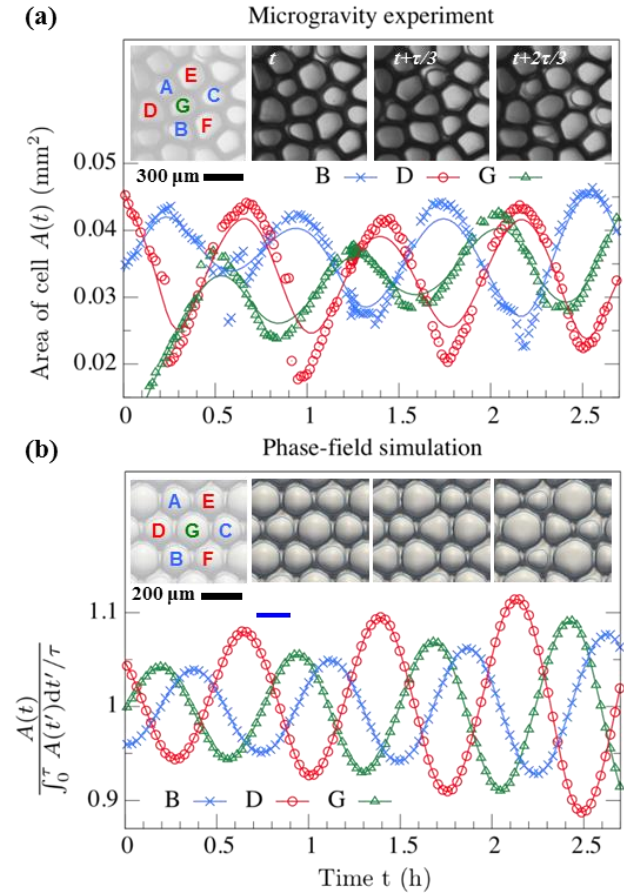 (a) Microgravity experiment
E
A C
D G
B F
t
t+τ/3
t+2τ/3
300 μm
B D G
Area of cell A(t) (mm²)
0.05
0.04
0.03
0.02
0 0.5 1 1.5 2 2.5
(b) Phase-field simulation
A E
D G C
B F
200 μm
A(t)
∫₀^τ A(t′)dt′/τ
1.1
1
0.9
B D G
0 0.5 1 1.5 2 2.5
Time t (h)